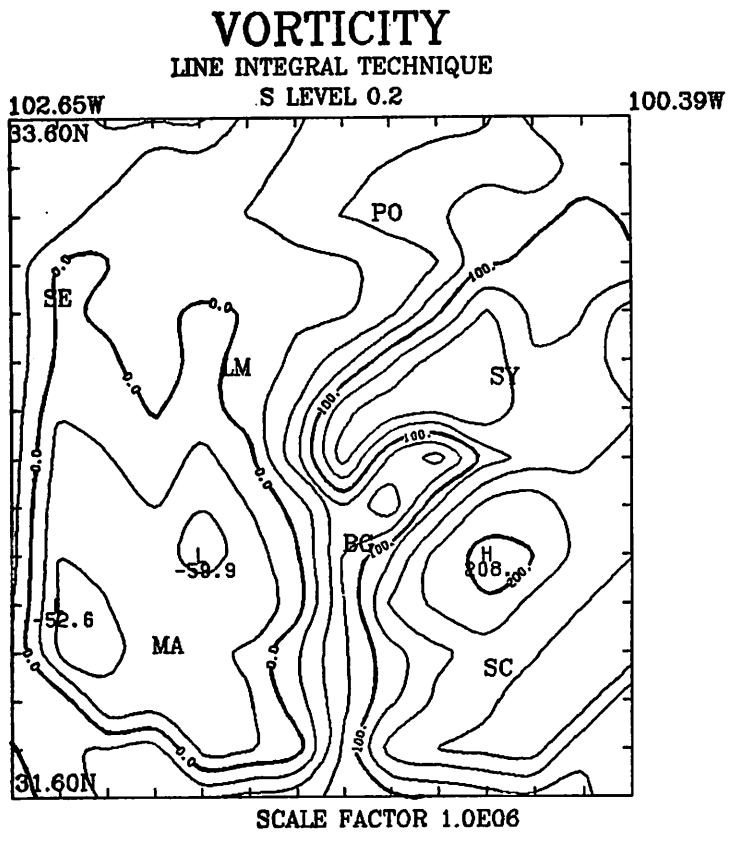 VORTICITY
LINE INTEGRAL TECHNIQUE
S LEVEL 0.2
102.65W 100.39W
33.60N
PO
0.0
100.
SE
0.0
LM
SY
0.0
100.
100.
0.0
0.0
BG
100.
L
-58.9
H
208.
200.
-52.6
MA
0.0
0.0
SC
100.
0.0
31.60N
SCALE FACTOR 1.0E06